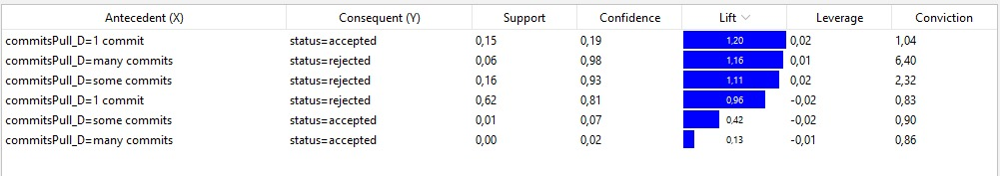 Antecedent (X) Consequent (Y) Support Confidence Lift Leverage Conviction
commitsPull_D=1 commit status=accepted 0,15 0,19 1,20 0,02 1,04
commitsPull_D=many commits status=rejected 0,06 0,98 1,16 0,01 6,40
commitsPull_D=some commits status=rejected 0,16 0,93 1,11 0,02 2,32
commitsPull_D=1 commit status=rejected 0,62 0,81 0,96 -0,02 0,83
commitsPull_D=some commits status=accepted 0,01 0,07 0,42 -0,02 0,90
commitsPull_D=many commits status=accepted 0,00 0,02 0,13 -0,01 0,86